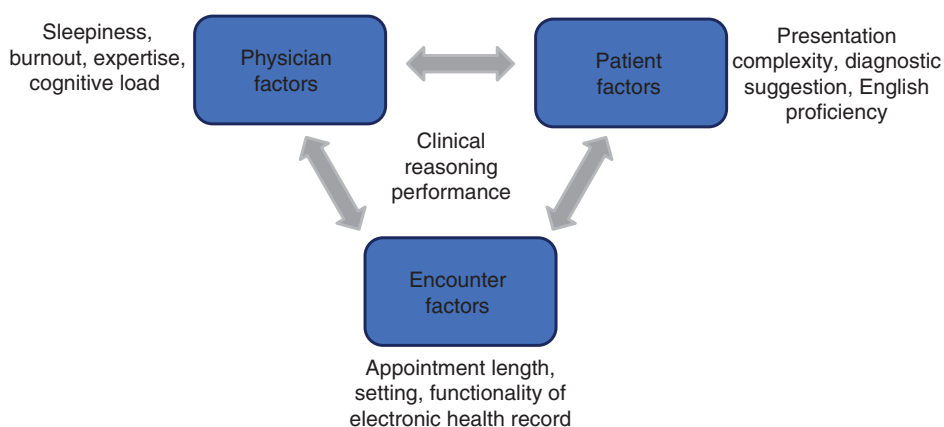 Sleepiness,
burnout, expertise,
cognitive load
Physician
factors
Patient
factors
Presentation
complexity, diagnostic
suggestion, English
proficiency
Clinical
reasoning
performance
Encounter
factors
Appointment length,
setting, functionality of
electronic health record